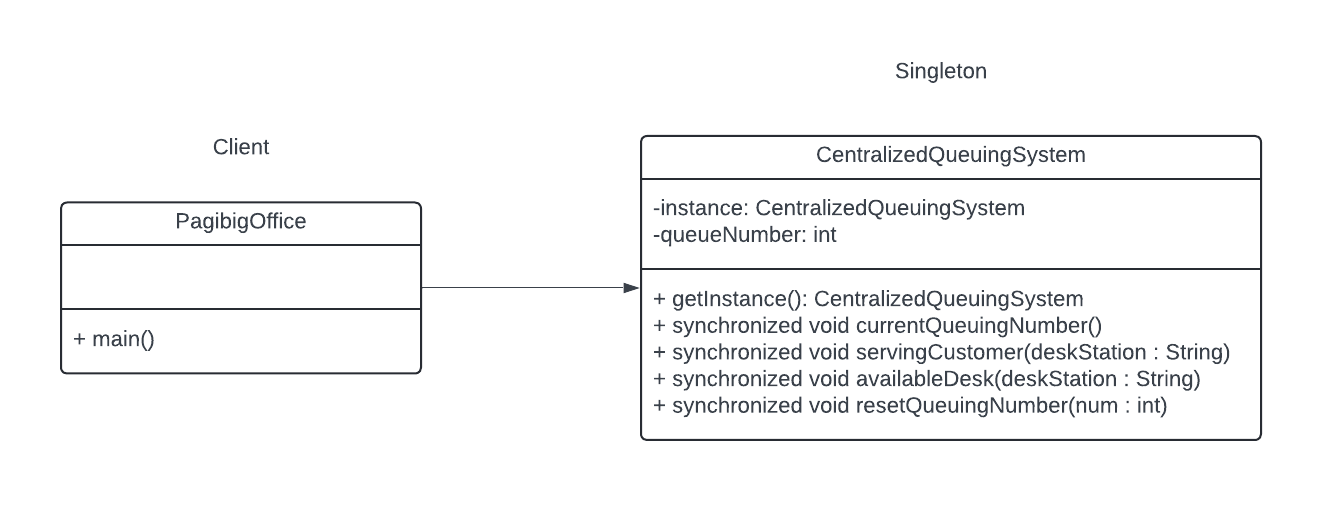 Singleton
Client
CentralizedQueuingSystem
-instance: CentralizedQueuingSystem
-queueNumber: int
+ getInstance(): CentralizedQueuingSystem
+ synchronized void currentQueuingNumber()
+ synchronized void servingCustomer(deskStation : String)
+ synchronized void availableDesk(deskStation : String)
+ synchronized void resetQueuingNumber(num : int)
PagibigOffice
+ main()